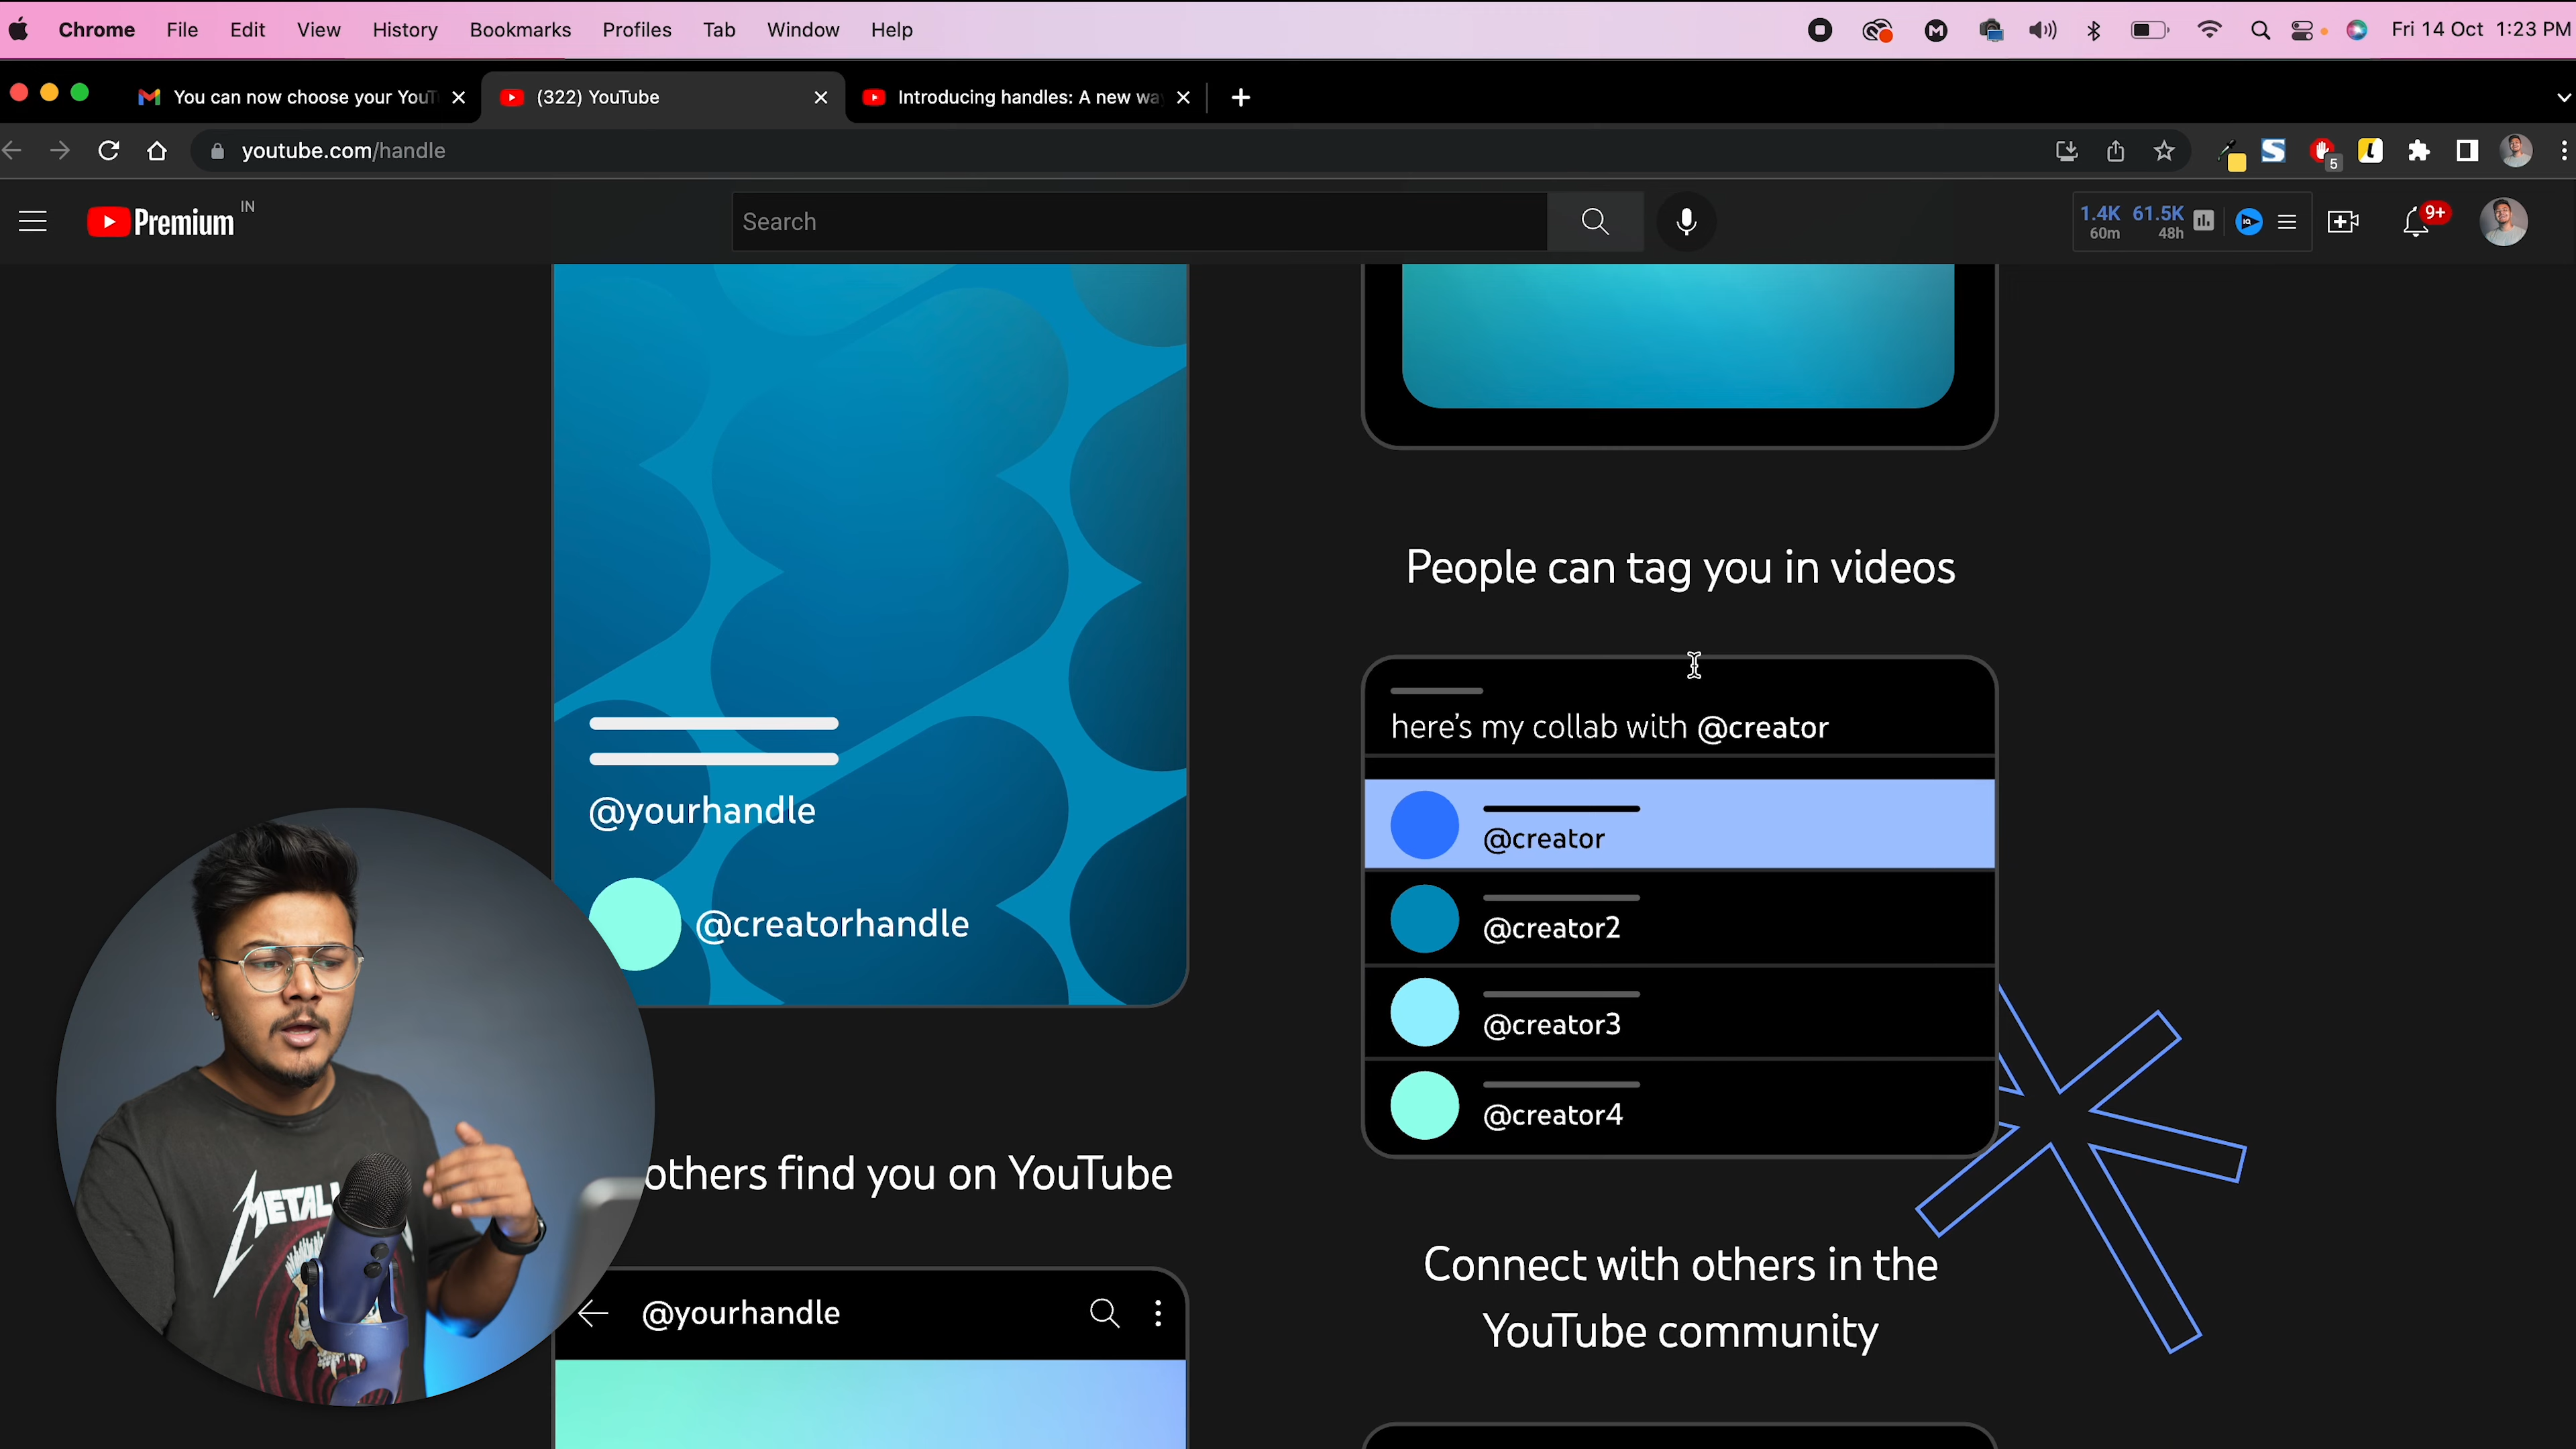 Chrome File Edit View History Bookmarks Profiles Tab Window Help Fri 14 Oct 1:23 PM
You can now choose your YouT (322) YouTube Introducing handles: A new wa
youtube.com/handle 5
Premium IN Search 1.4K 61.5K 9+
60m 48h
People can tag you in videos
here's my collab with @creator
@creator
@creator2
@creator3
@creator4
Connect with others in the
YouTube community
@yourhandle
@creatorhandle
others find you on YouTube
@yourhandle
METAL